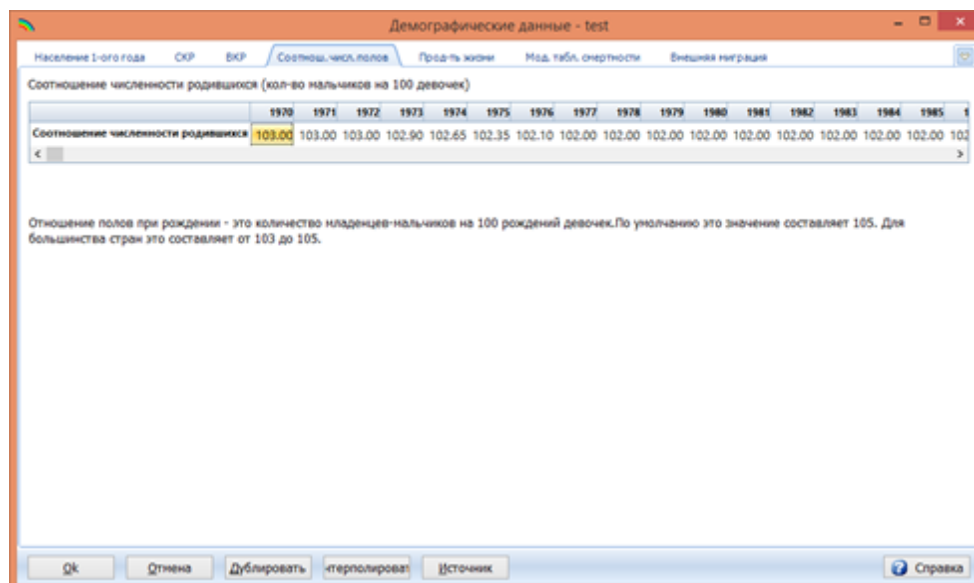 Демографические данные - test
Население 1-ого года СКР ВКР Соотнош. числ. полов Прод-ть жизни Мод. табл. смертности Внешняя миграция
Соотношение численности родившихся (кол-во мальчиков на 100 девочек)
1970 1971 1972 1973 1974 1975 1976 1977 1978 1979 1980 1981 1982 1983 1984 1985 1
Соотношение численности родившихся 103.00 103.00 103.00 102.90 102.65 102.35 102.10 102.00 102.00 102.00 102.00 102.00 102.00 102.00 102.00 102.00 102
Отношение полов при рождении - это количество младенцев-мальчиков на 100 рождений девочек.По умолчанию это значение составляет 105. Для
большинства стран это составляет от 103 до 105.
Ok Отмена Дублировать нтерполироват Источник Справка